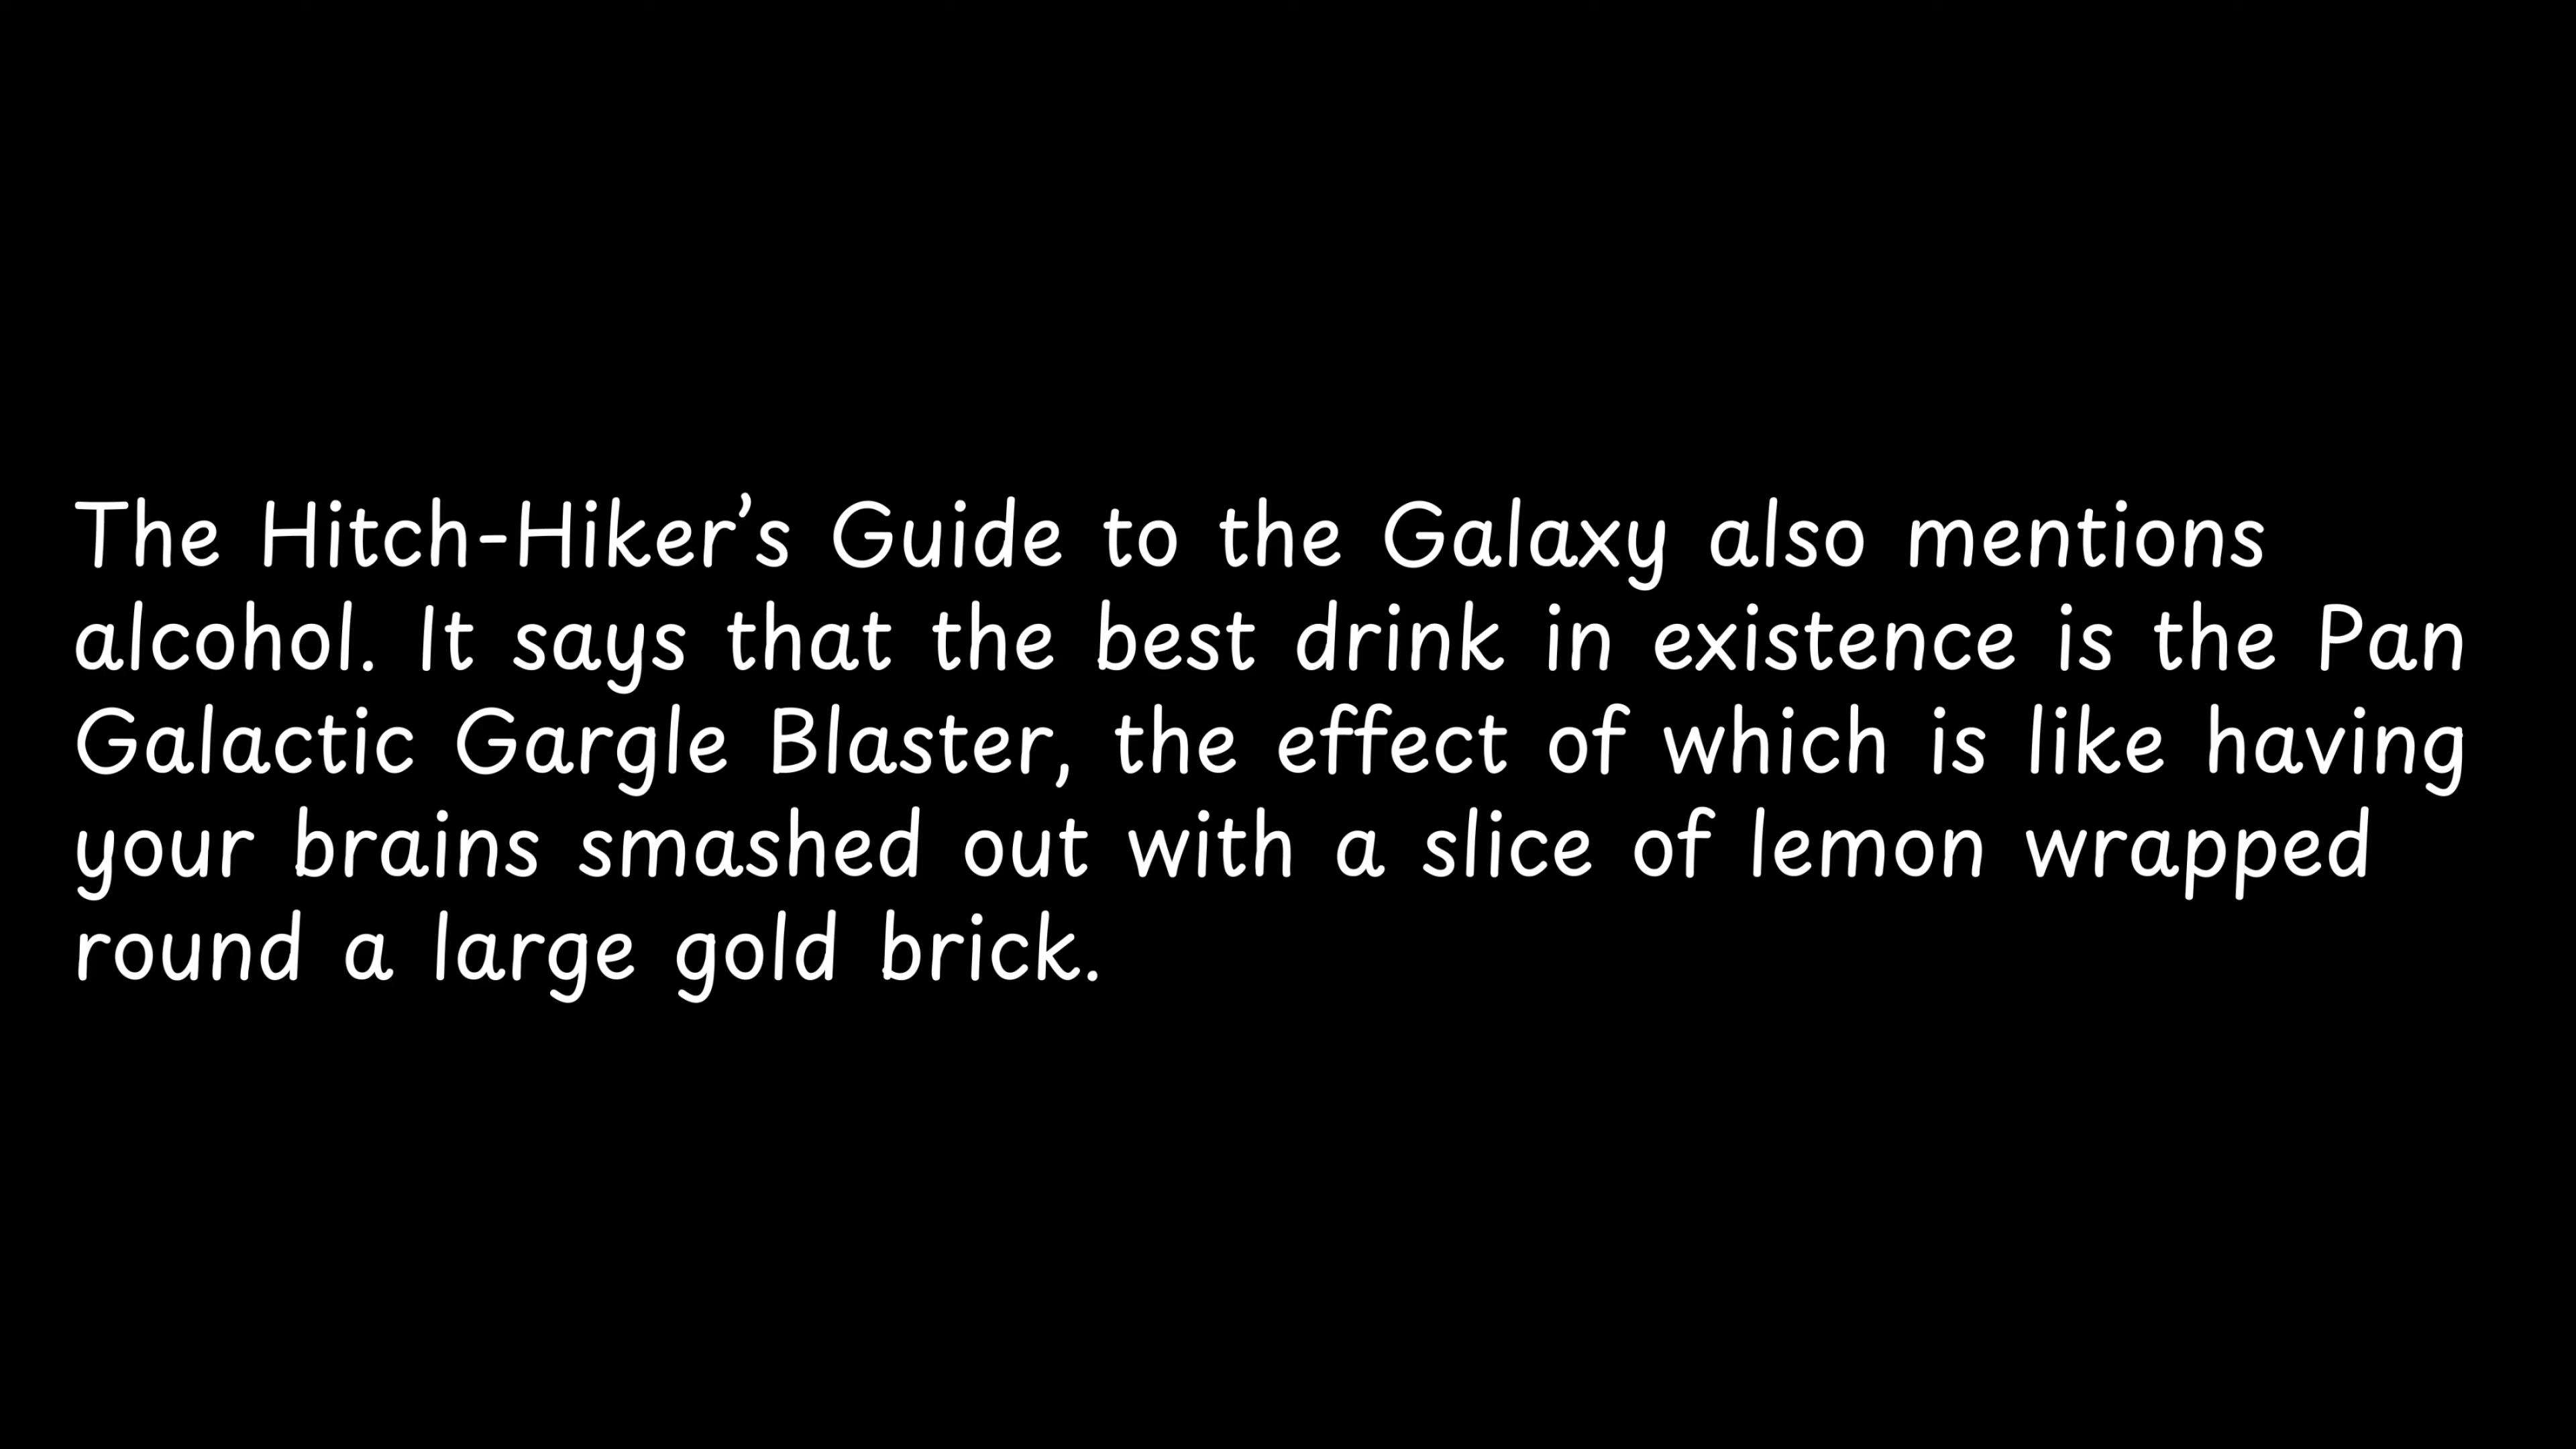 The Hitch-Hiker’s Guide to the Galaxy also mentions
alcohol. It says that the best drink in existence is the Pan
Galactic Gargle Blaster, the effect of which is like having
your brains smashed out with a slice of lemon wrapped
round a large gold brick.